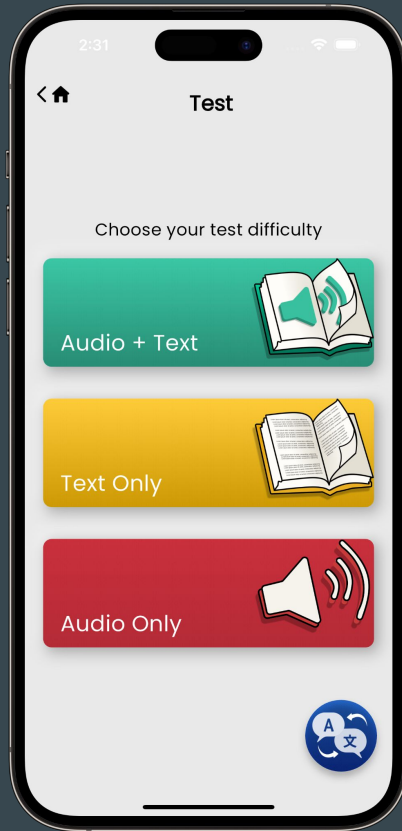 2:31
Test
Choose your test difficulty
Audio + Text
Text Only
Audio Only
A
文